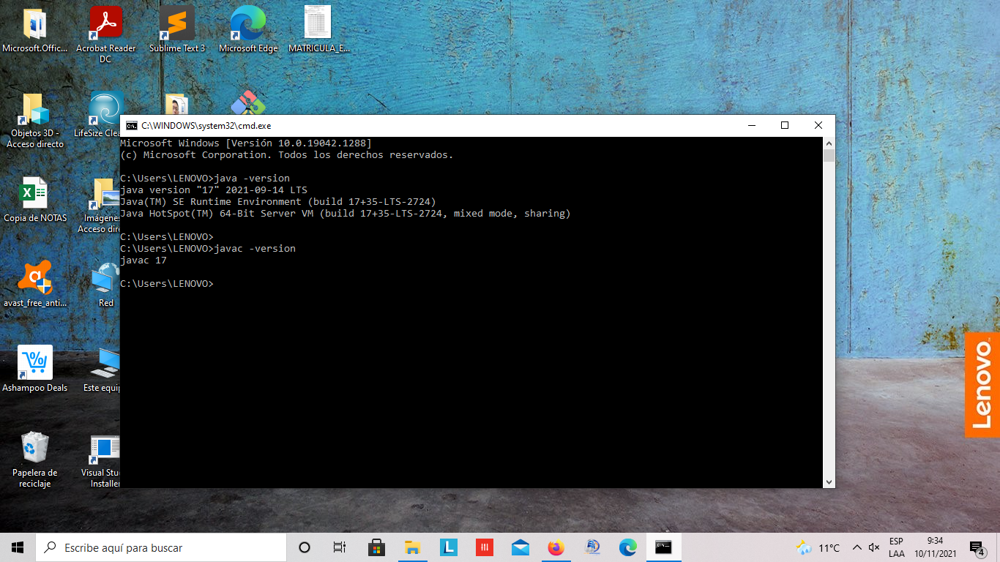 Microsoft.Offic...
Acrobat Reader
DC
Sublime Text 3
Microsoft Edge
MATRICULA_E...
Objetos 3D -
Acceso directo
LifeSize Clea
Copia de NOTAS
Imágenes
Acceso dire
avast_free_anti...
Red
Ashampoo Deals
Este equip
Papelera de
reciclaje
Visual Stu
Installer
C:\WINDOWS\system32\cmd.exe
Microsoft Windows [Versión 10.0.19042.1288]
(c) Microsoft Corporation. Todos los derechos reservados.
C:\Users\LENOVO>java -version
java version "17" 2021-09-14 LTS
Java(TM) SE Runtime Environment (build 17+35-LTS-2724)
Java HotSpot(TM) 64-Bit Server VM (build 17+35-LTS-2724, mixed mode, sharing)
C:\Users\LENOVO>
C:\Users\LENOVO>javac -version
javac 17
C:\Users\LENOVO>
Lenovo
Escribe aquí para buscar
11°C
ESP
LAA
9:34
10/11/2021
4